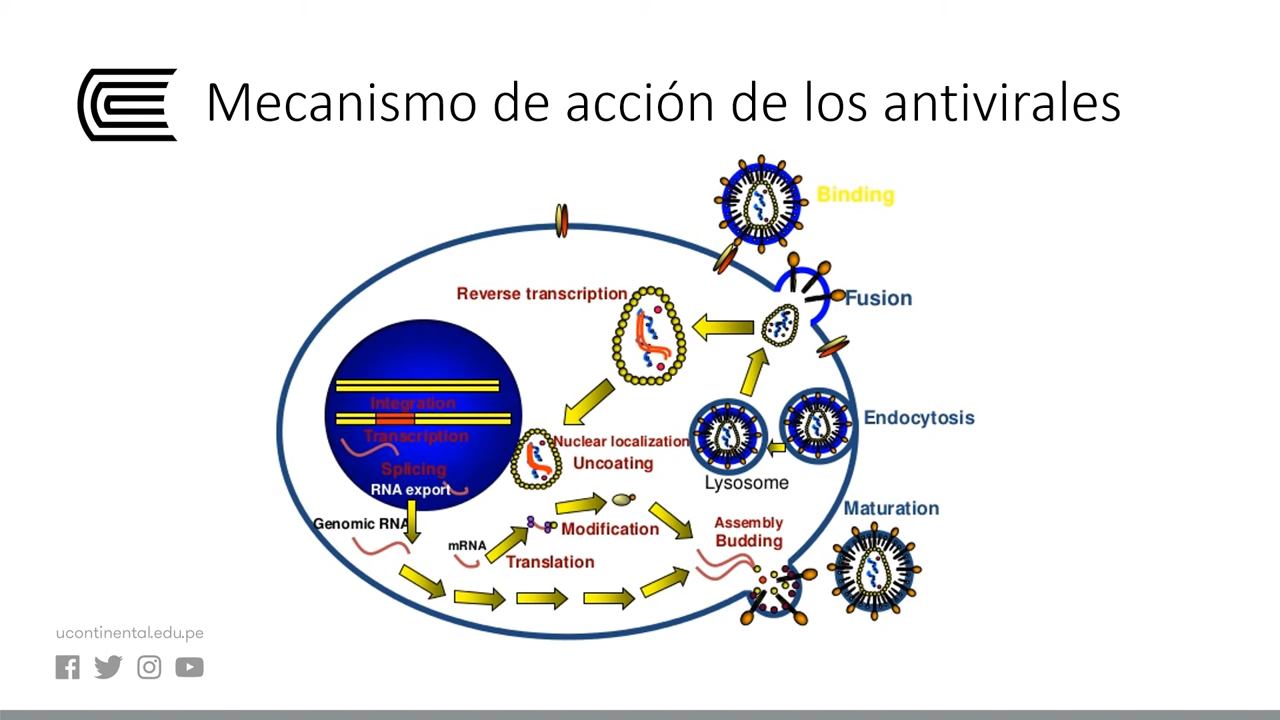 Mecanismo de acción de los antivirales
Binding
Reverse transcription
Fusion
Integration
Endocytosis
Transcription
Nuclear localization
Uncoating
Splicing
RNA export
Lysosome
Maturation
Genomic RNA
Modification
Assembly
Budding
mRNA
Translation
ucontinental.edu.pe